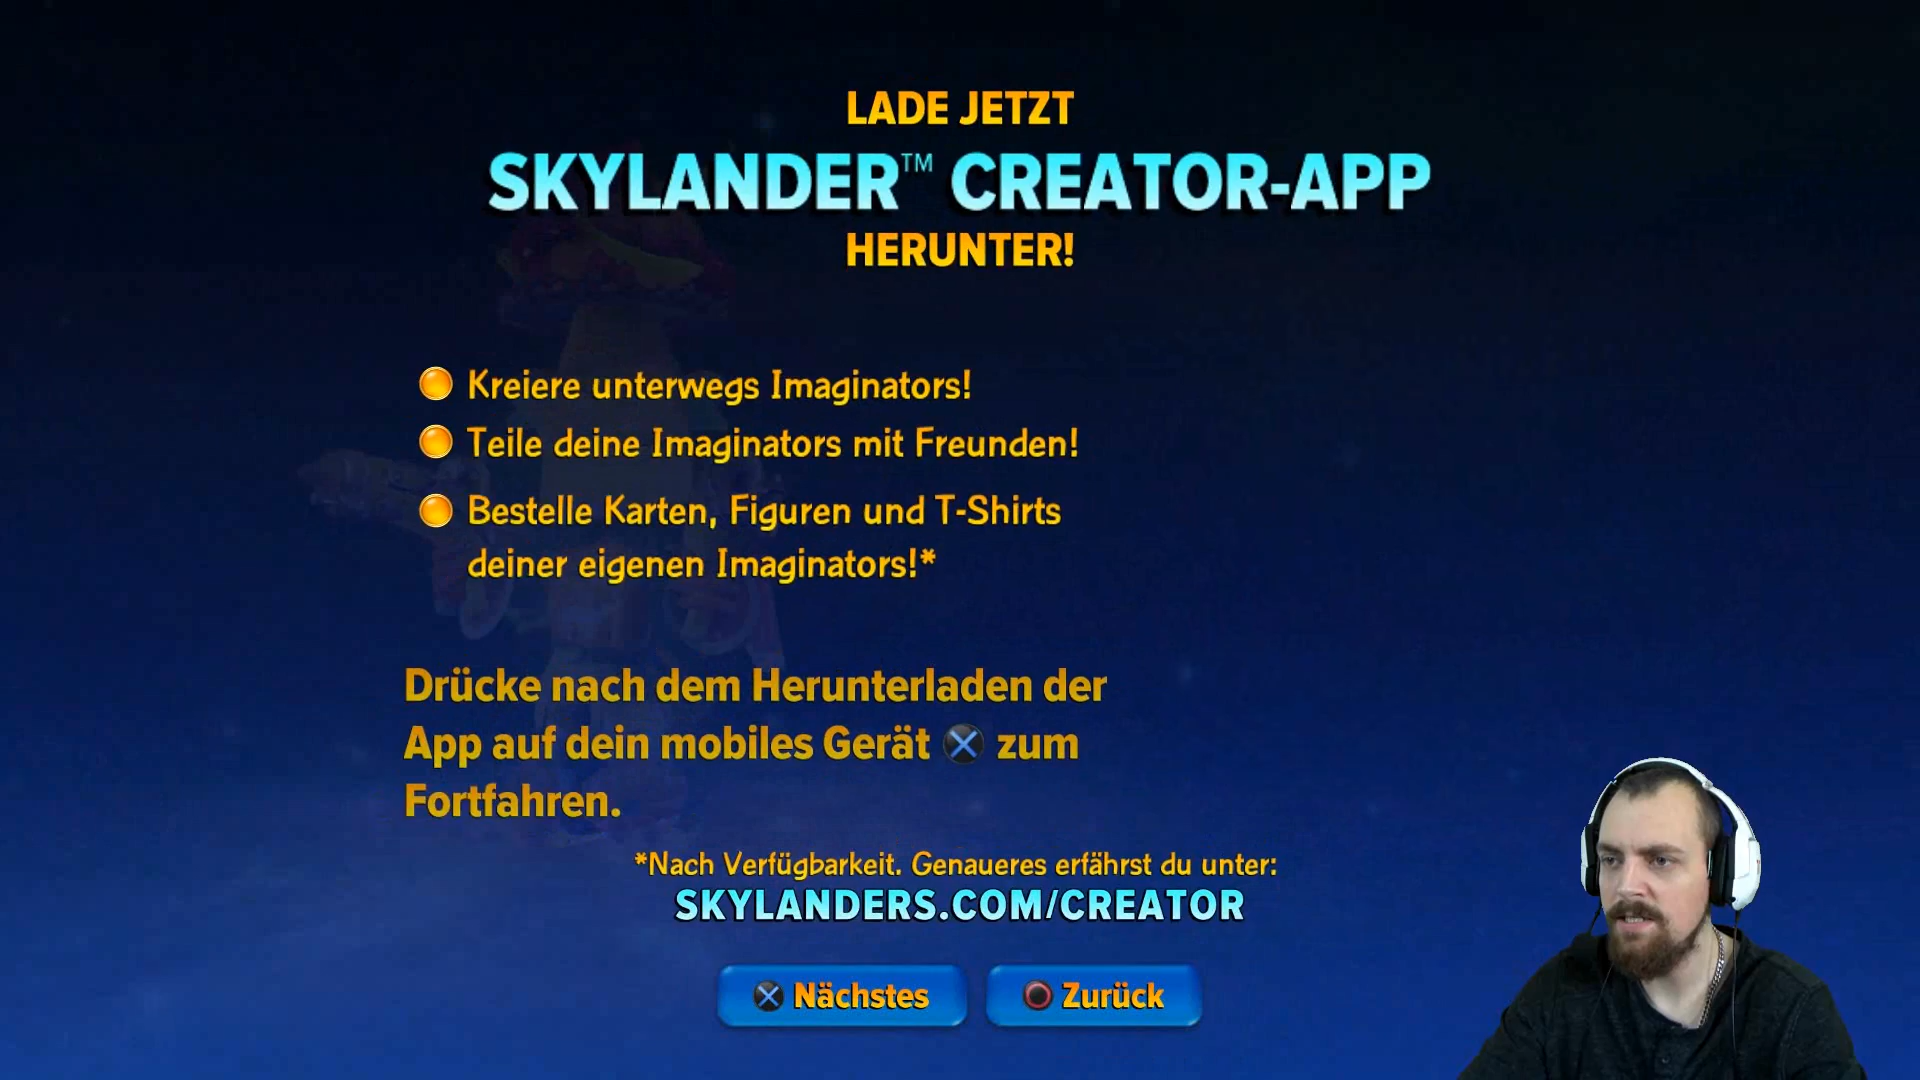 LADE JETZT
SKYLANDER™ CREATOR-APP
HERUNTER!
Kreiere unterwegs Imaginators!
Teile deine Imaginators mit Freunden!
Bestelle Karten, Figuren und T-Shirts
deiner eigenen Imaginators!*
Drücke nach dem Herunterladen der
App auf dein mobiles Gerät zum
Fortfahren.
*Nach Verfügbarkeit. Genaueres erfährst du unter:
SKYLANDERS.COM/CREATOR
Nächstes
Zurück